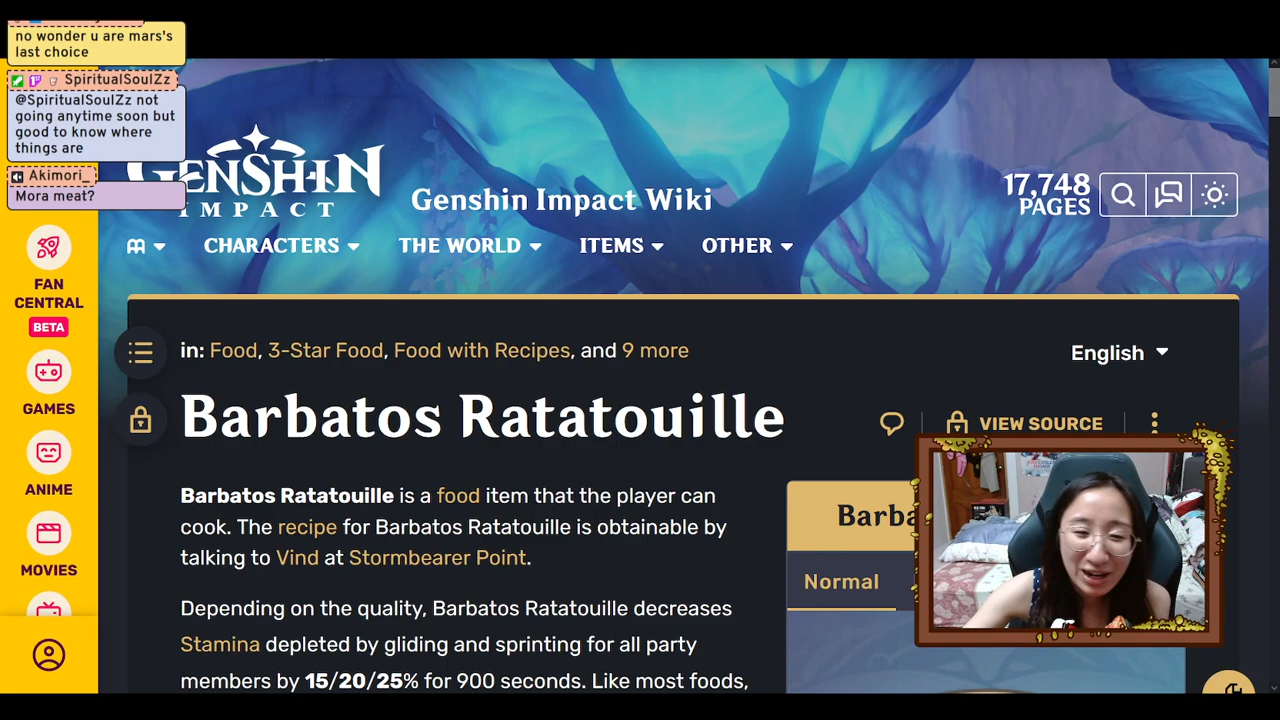 no wonder u are mars's
last choice
SpiritualSoulZz
@SpiritualSoulZz not
going anytime soon but
good to know where
things are
Akimori_
Mora meat?
GENSHIN
IMPACT
Genshin Impact Wiki
17,748
PAGES
CHARACTERS
THE WORLD
ITEMS
OTHER
FAN
CENTRAL
BETA
GAMES
ANIME
MOVIES
in: Food, 3-Star Food, Food with Recipes, and 9 more
English
Barbatos Ratatouille
VIEW SOURCE
Barbatos Ratatouille is a food item that the player can
cook. The recipe for Barbatos Ratatouille is obtainable by
talking to Vind at Stormbearer Point.
Depending on the quality, Barbatos Ratatouille decreases
Stamina depleted by gliding and sprinting for all party
members by 15/20/25% for 900 seconds. Like most foods,
Barba
Normal